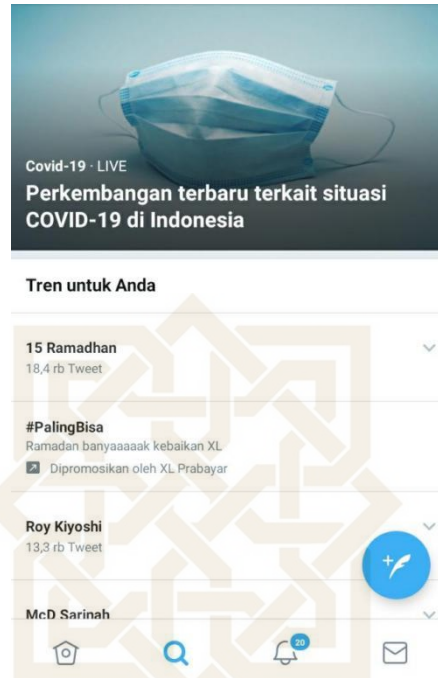 Covid-19 · LIVE
Perkembangan terbaru terkait situasi
COVID-19 di Indonesia
Tren untuk Anda
15 Ramadhan
18,4 rb Tweet
#PalingBisa
Ramadan banyaaaaak kebaikan XL
Dipromosikan oleh XL Prabayar
Roy Kiyoshi
13,3 rb Tweet
McD Sarinah
20